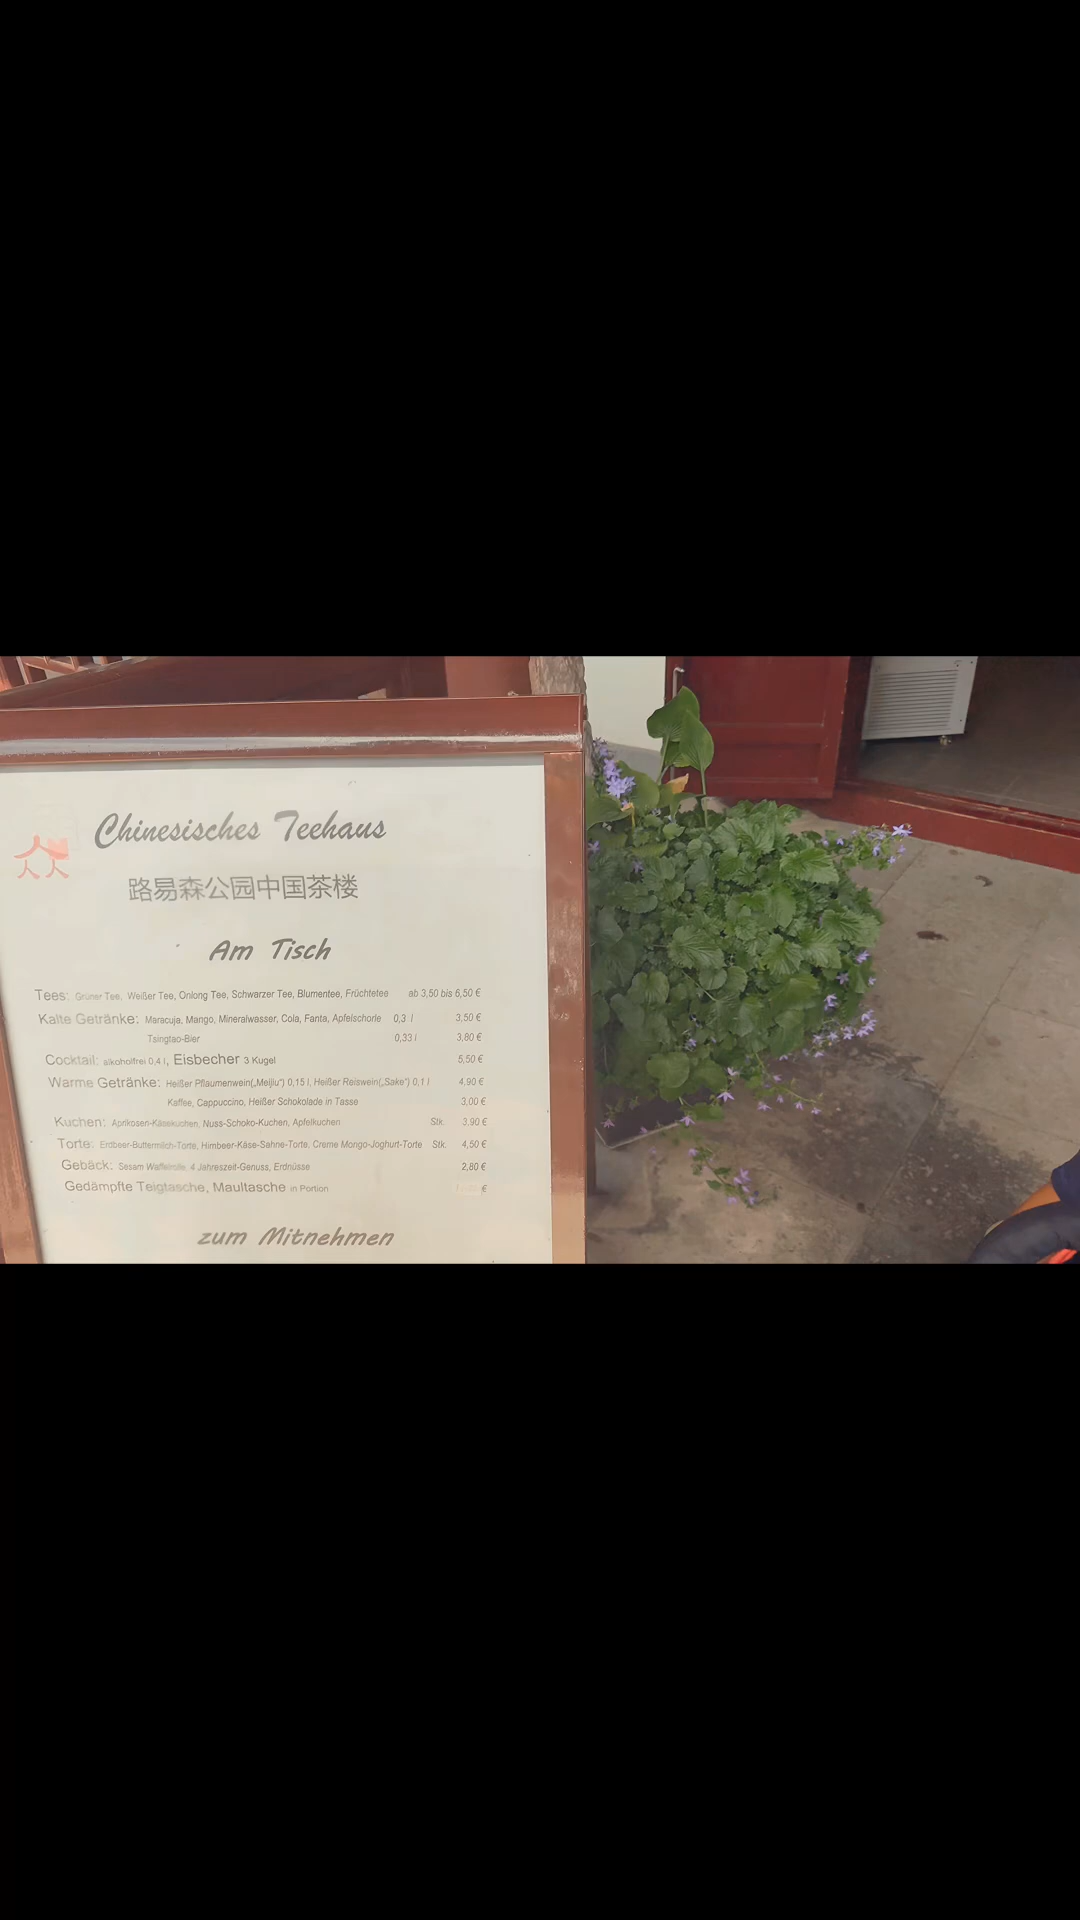 Chinesisches Teehaus
路易森公园中国茶楼
Am Tisch
Tees: Grüner Tee, Weißer Tee, Onlong Tee, Schwarzer Tee, Blumentee, Früchtetee ab 3,50 bis 6,50 €
Kalte Getränke: Maracuja, Mango, Mineralwasser, Cola, Fanta, Apfelschorle 0,3 l 3,50 €
Tsingtao-Bier 0,33 l 3,80 €
Cocktail: alkoholfrei 0,4 l, Eisbecher 3 Kugel 5,50 €
Warme Getränke: Heißer Pflaumenwein(„Meijiu“) 0,15 l, Heißer Reiswein(„Sake“) 0,1 l 4,90 €
Kaffee, Cappuccino, Heißer Schokolade in Tasse 3,00 €
Kuchen: Aprikosen-Käsekuchen, Nuss-Schoko-Kuchen, Apfelkuchen Stk. 3,90 €
Torte: Erdbeer-Buttermilch-Torte, Himbeer-Käse-Sahne-Torte, Creme Mongo-Joghurt-Torte Stk. 4,50 €
Gebäck: Sesam Waffelrolle, 4 Jahreszeit-Genuss, Erdnüsse 2,80 €
Gedämpfte Teigtasche, Maultasche in Portion €
zum Mitnehmen